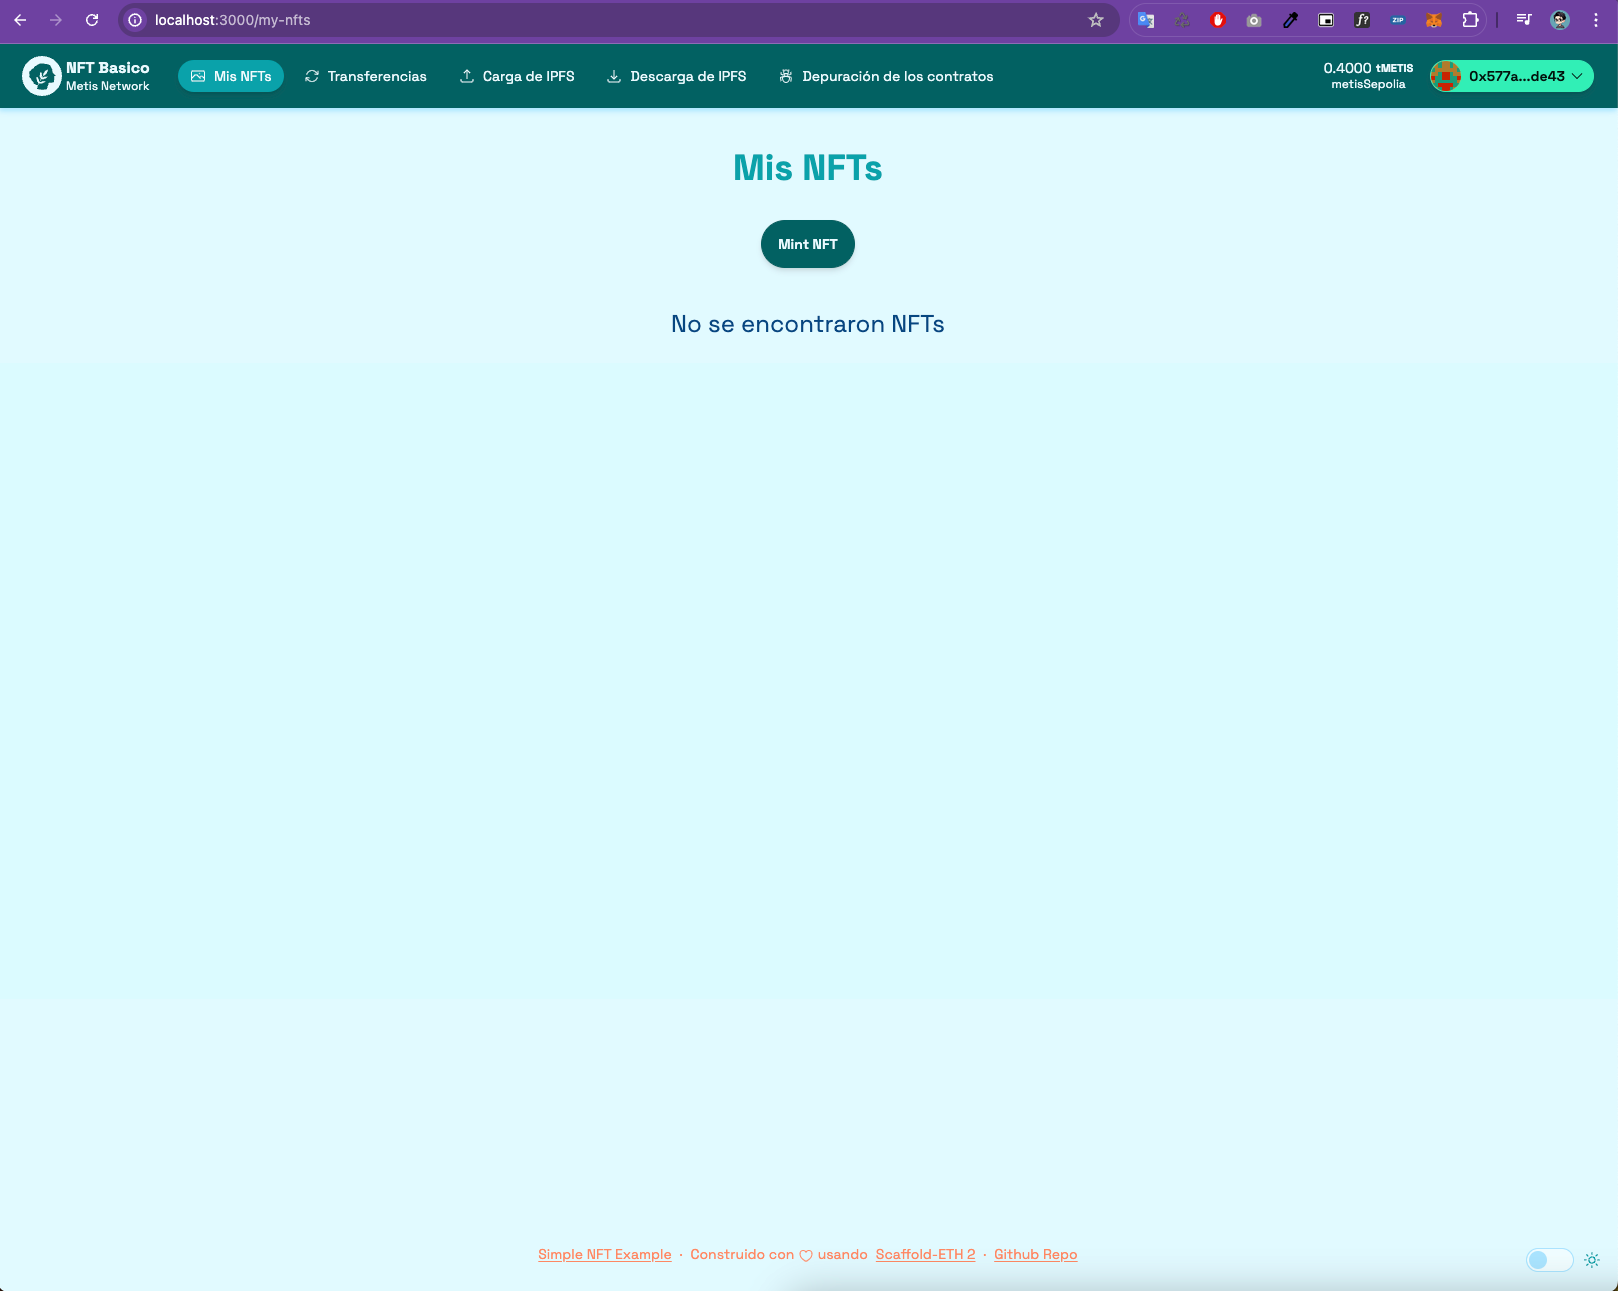 localhost:3000/my-nfts
ZIP
f?
NFT Basico
Metis Network
Mis NFTs
Transferencias
Carga de IPFS
Descarga de IPFS
Depuración de los contratos
0.4000 tMETIS
metisSepolia
0x577a...de43
Mis NFTs
Mint NFT
No se encontraron NFTs
Simple NFT Example · Construido con ♡ usando Scaffold-ETH 2 · Github Repo